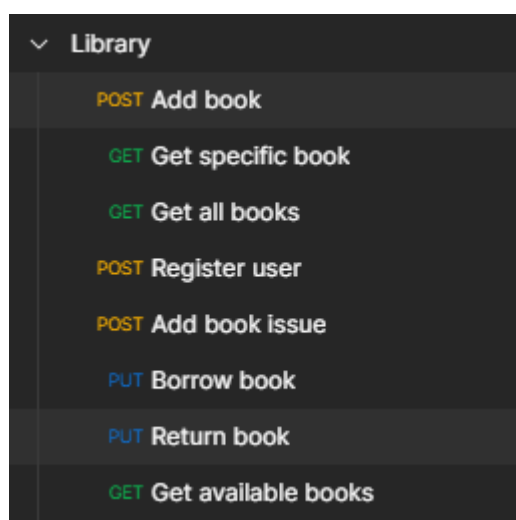 Library
POST Add book
GET Get specific book
GET Get all books
POST Register user
POST Add book issue
PUT Borrow book
PUT Return book
GET Get available books